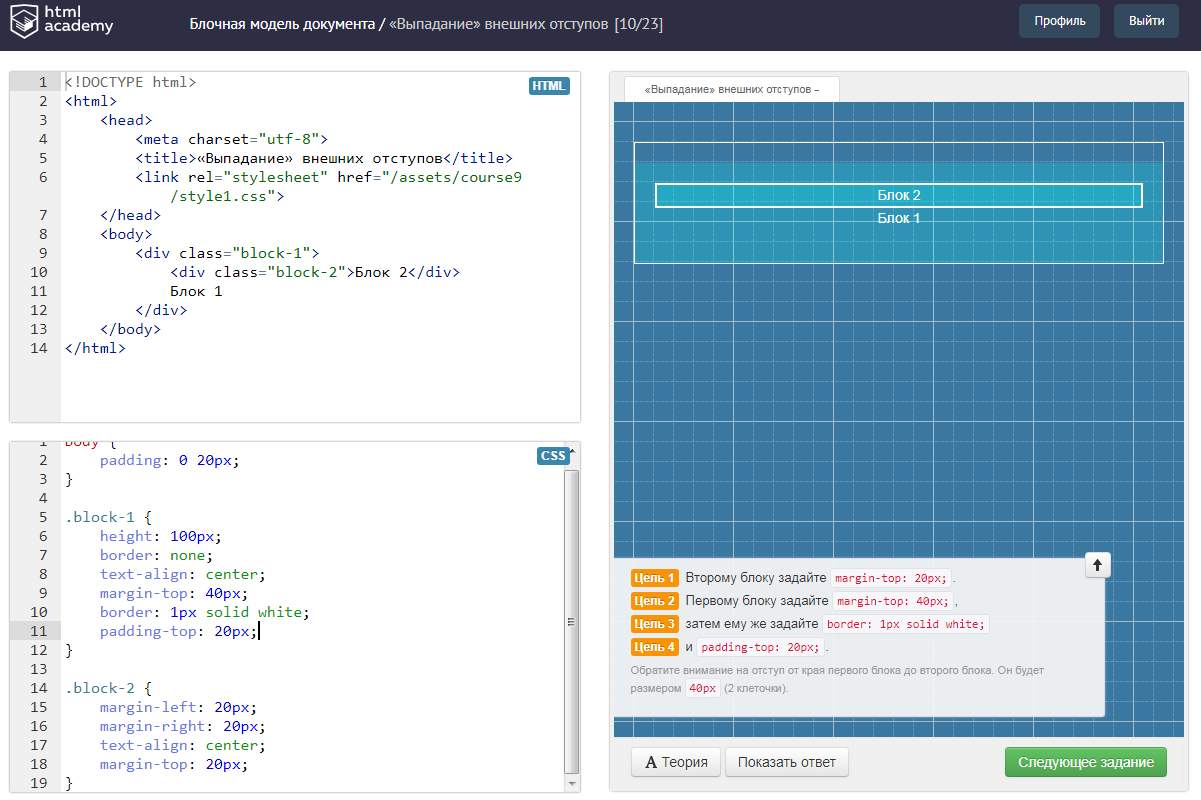 html
academy
Блочная модель документа / «Выпадание» внешних отступов [10/23]
Профиль
Выйти
HTML
1 <!DOCTYPE html>
2 <html>
3 <head>
4 <meta charset="utf-8">
5 <title>«Выпадание» внешних отступов</title>
6 <link rel="stylesheet" href="/assets/course9
/style1.css">
7 </head>
8 <body>
9 <div class="block-1">
10 <div class="block-2">Блок 2</div>
11 Блок 1
12 </div>
13 </body>
14 </html>
CSS
1 body {
2 padding: 0 20px;
3 }
4
5 .block-1 {
6 height: 100px;
7 border: none;
8 text-align: center;
9 margin-top: 40px;
10 border: 1px solid white;
11 padding-top: 20px;
12 }
13
14 .block-2 {
15 margin-left: 20px;
16 margin-right: 20px;
17 text-align: center;
18 margin-top: 20px;
19 }
«Выпадание» внешних отступов –
Блок 2
Блок 1
Цель 1 Второму блоку задайте margin-top: 20px; .
Цель 2 Первому блоку задайте margin-top: 40px; ,
Цель 3 затем ему же задайте border: 1px solid white;
Цель 4 и padding-top: 20px; .
Обратите внимание на отступ от края первого блока до второго блока. Он будет
размером 40px (2 клеточки).
A Теория
Показать ответ
Следующее задание